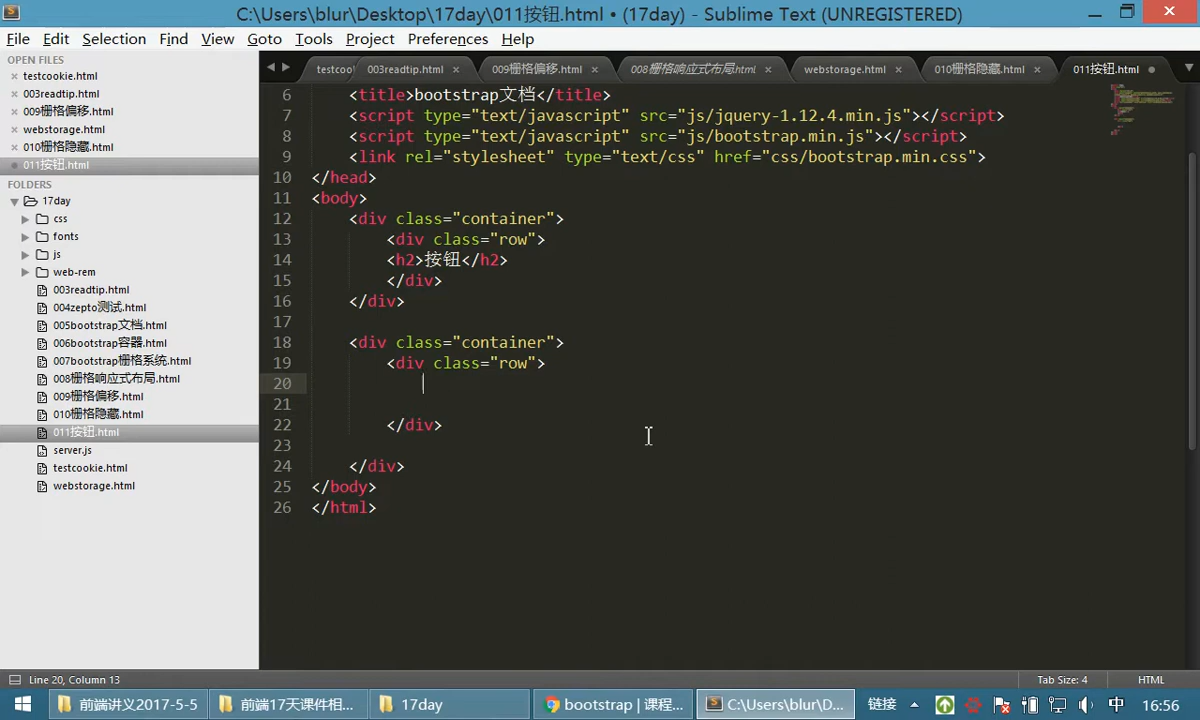 C:\Users\blur\Desktop\17day\011按钮.html • (17day) - Sublime Text (UNREGISTERED)
File Edit Selection Find View Goto Tools Project Preferences Help
OPEN FILES
testcookie.html
003readtip.html
009栅格偏移.html
webstorage.html
010栅格隐藏.html
011按钮.html
FOLDERS
17day
css
fonts
js
web-rem
003readtip.html
004zepto测试.html
005bootstrap文档.html
006bootstrap容器.html
007bootstrap栅格系统.html
008栅格响应式布局.html
009栅格偏移.html
010栅格隐藏.html
011按钮.html
server.js
testcookie.html
webstorage.html
testcoo 003readtip.html 009栅格偏移.html 008栅格响应式布局.html webstorage.html 010栅格隐藏.html 011按钮.html
6 <title>bootstrap文档</title>
7 <script type="text/javascript" src="js/jquery-1.12.4.min.js"></script>
8 <script type="text/javascript" src="js/bootstrap.min.js"></script>
9 <link rel="stylesheet" type="text/css" href="css/bootstrap.min.css">
10 </head>
11 <body>
12 <div class="container">
13 <div class="row">
14 <h2>按钮</h2>
15 </div>
16 </div>
17
18 <div class="container">
19 <div class="row">
20
21
22 </div>
23
24 </div>
25 </body>
26 </html>
Line 20, Column 13 Tab Size: 4 HTML
前端讲义2017-5-5 前端17天课件相... 17day bootstrap | 课程... C:\Users\blur\D... 链接 中 16:56